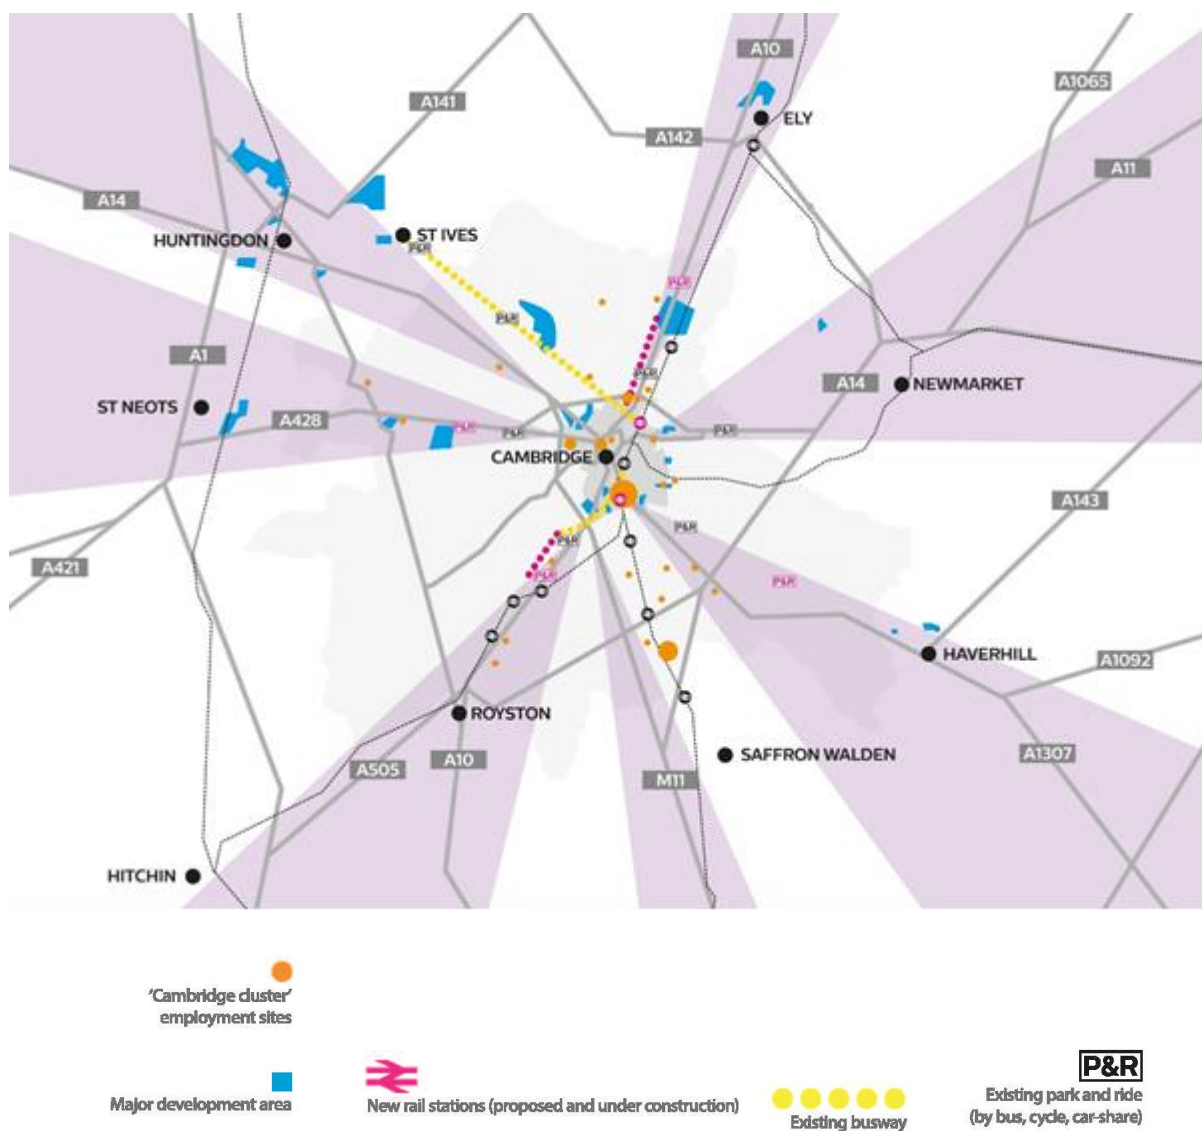 A10
A1065
A141
ELY
A142
A11
A14
P&R
ST IVES
HUNTINGDON
P&R
P&R
P&R
A1
P&R
A14
NEWMARKET
ST NEOTS
A428
P&R
P&R
P&R
CAMBRIDGE
A143
P&R
P&R
A421
P&R
P&R
HAVERHILL
A1092
ROYSTON
A505
A10
M11
SAFFRON WALDEN
A1307
HITCHIN
'Cambridge cluster'
employment sites
Major development area
New rail stations (proposed and under construction)
Existing busway
P&R
Existing park and ride
(by bus, cycle, car-share)